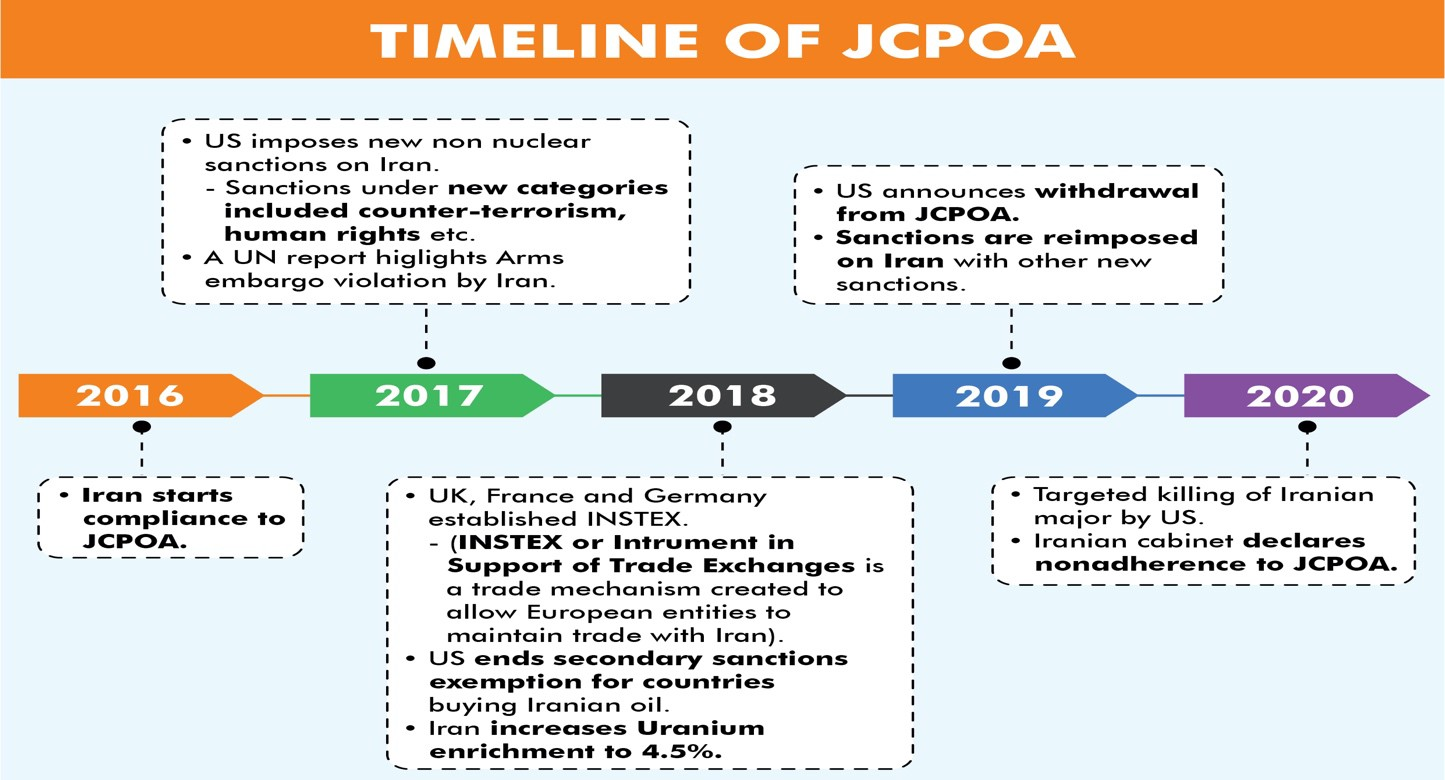 TIMELINE OF JCPOA
• US imposes new non nuclear
sanctions on Iran.
- Sanctions under new categories
included counter-terrorism,
human rights etc.
• A UN report higlights Arms
embargo violation by Iran.
• US announces withdrawal
from JCPOA.
• Sanctions are reimposed
on Iran with other new
sanctions.
2016
2017
2018
2019
2020
• Iran starts
compliance to
JCPOA.
• UK, France and Germany
established INSTEX.
- (INSTEX or Intrument in
Support of Trade Exchanges is
a trade mechanism created to
allow European entities to
maintain trade with Iran).
• US ends secondary sanctions
exemption for countries
buying Iranian oil.
• Iran increases Uranium
enrichment to 4.5%.
• Targeted killing of Iranian
major by US.
• Iranian cabinet declares
nonadherence to JCPOA.